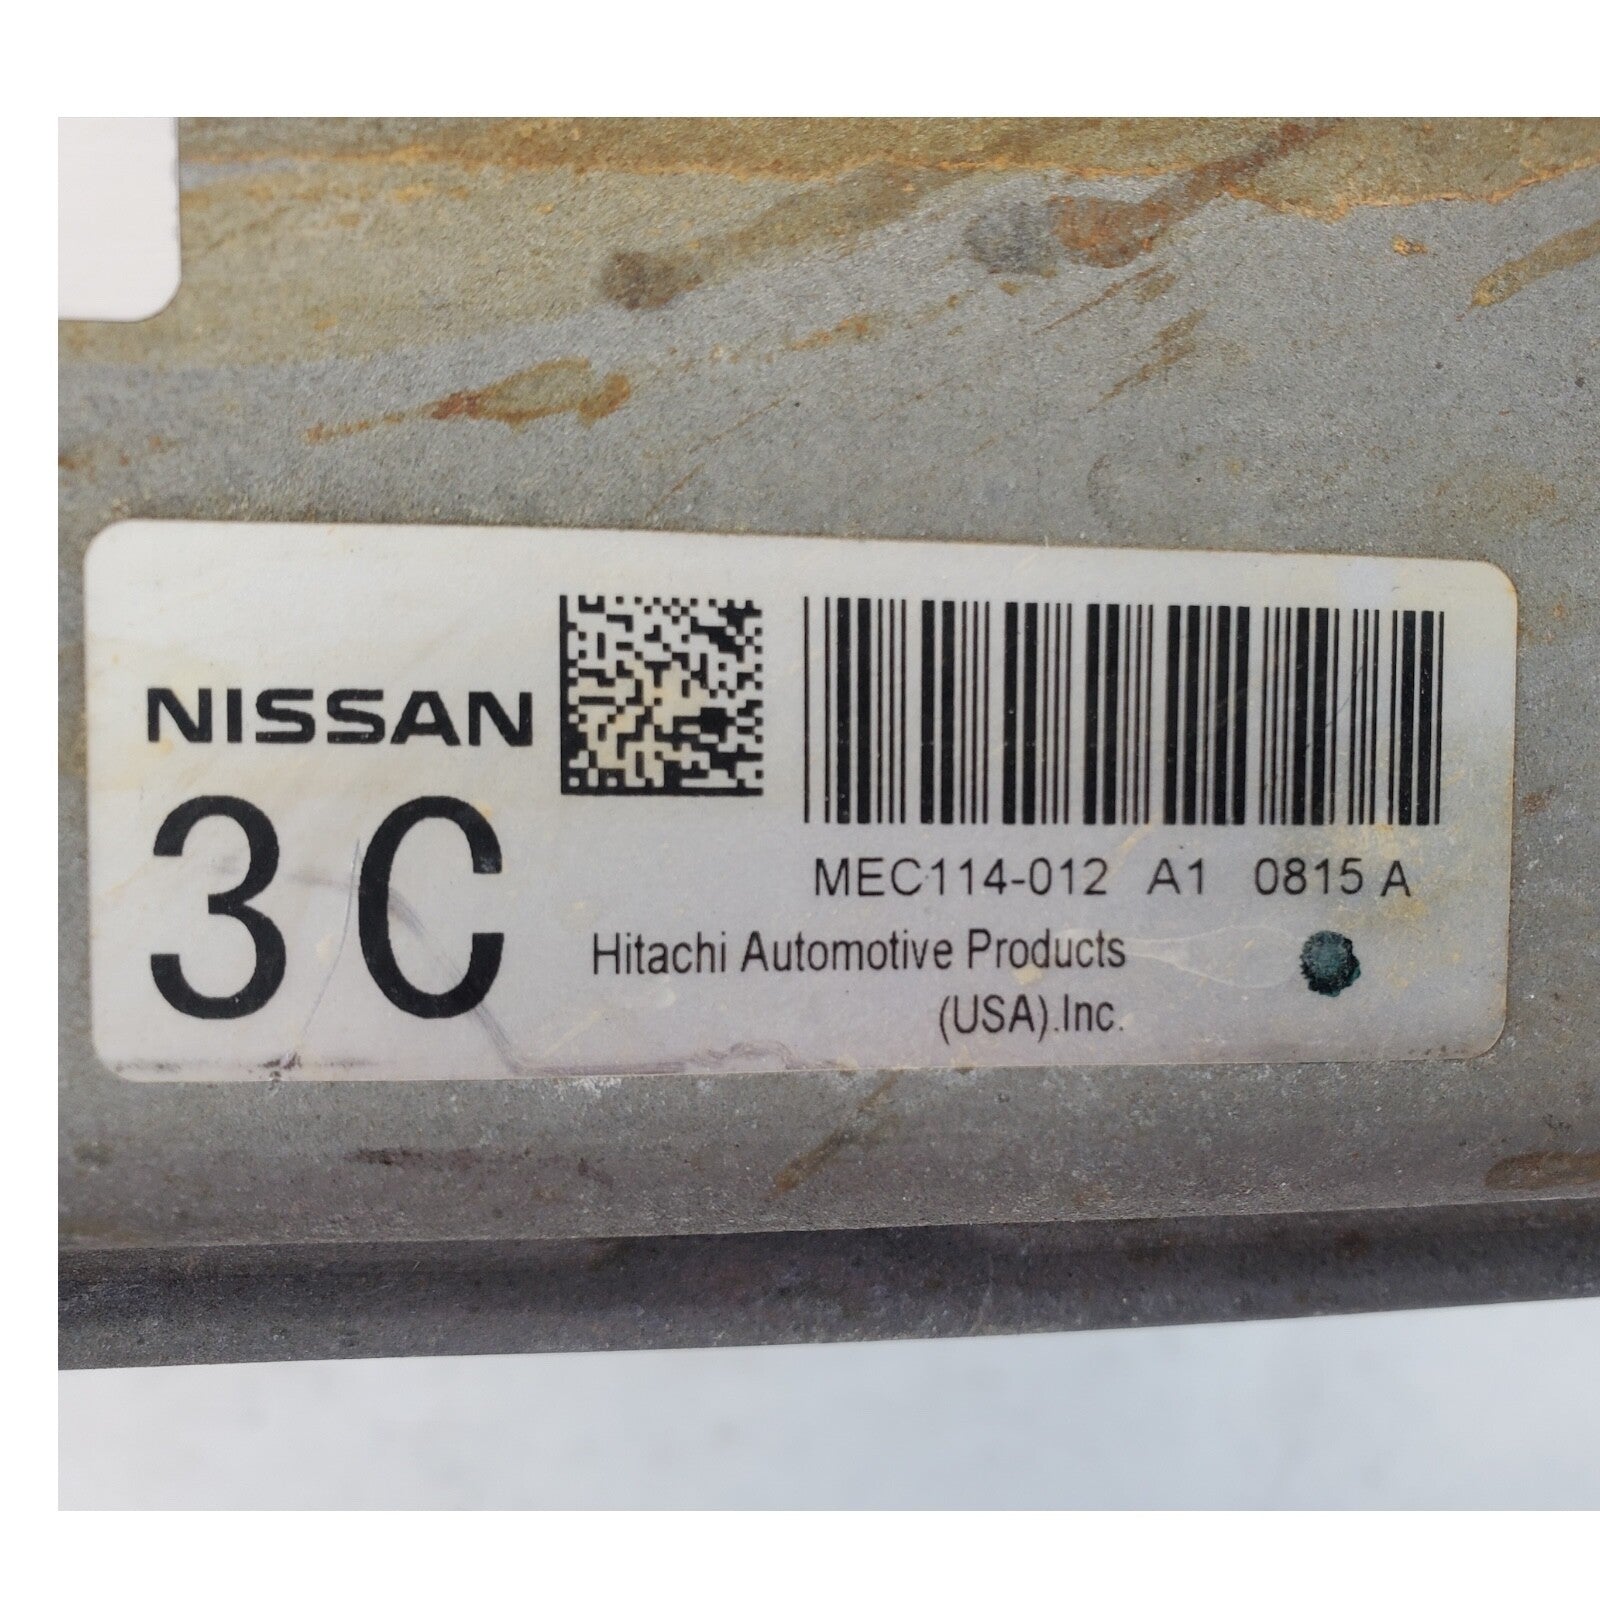 NISSAN
3C
MEC114-012 A1 0815 A
Hitachi Automotive Products
(USA).Inc.